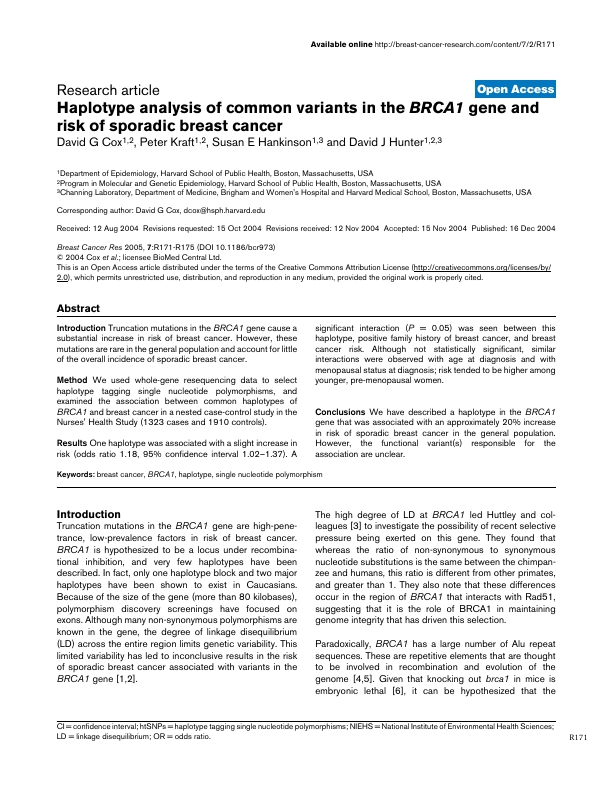 Available online http://breast-cancer-research.com/content/7/2/R171
Research article
Open Access
Haplotype analysis of common variants in the BRCA1 gene and
risk of sporadic breast cancer
David G Cox1,2, Peter Kraft1,2, Susan E Hankinson1,3 and David J Hunter1,2,3
1Department of Epidemiology, Harvard School of Public Health, Boston, Massachusetts, USA
2Program in Molecular and Genetic Epidemiology, Harvard School of Public Health, Boston, Massachusetts, USA
3Channing Laboratory, Department of Medicine, Brigham and Women's Hospital and Harvard Medical School, Boston, Massachusetts, USA
Corresponding author: David G Cox, dcox@hsph.harvard.edu
Received: 12 Aug 2004 Revisions requested: 15 Oct 2004 Revisions received: 12 Nov 2004 Accepted: 15 Nov 2004 Published: 16 Dec 2004
Breast Cancer Res 2005, 7:R171-R175 (DOI 10.1186/bcr973)
© 2004 Cox et al.; licensee BioMed Central Ltd.
This is an Open Access article distributed under the terms of the Creative Commons Attribution License (http://creativecommons.org/licenses/by/
2.0), which permits unrestricted use, distribution, and reproduction in any medium, provided the original work is properly cited.
Abstract
Introduction Truncation mutations in the BRCA1 gene cause a
substantial increase in risk of breast cancer. However, these
mutations are rare in the general population and account for little
of the overall incidence of sporadic breast cancer.
Method We used whole-gene resequencing data to select
haplotype tagging single nucleotide polymorphisms, and
examined the association between common haplotypes of
BRCA1 and breast cancer in a nested case-control study in the
Nurses' Health Study (1323 cases and 1910 controls).
Results One haplotype was associated with a slight increase in
risk (odds ratio 1.18, 95% confidence interval 1.02–1.37). A
significant interaction (P = 0.05) was seen between this
haplotype, positive family history of breast cancer, and breast
cancer risk. Although not statistically significant, similar
interactions were observed with age at diagnosis and with
menopausal status at diagnosis; risk tended to be higher among
younger, pre-menopausal women.
Conclusions We have described a haplotype in the BRCA1
gene that was associated with an approximately 20% increase
in risk of sporadic breast cancer in the general population.
However, the functional variant(s) responsible for the
association are unclear.
Keywords: breast cancer, BRCA1, haplotype, single nucleotide polymorphism
Introduction
Truncation mutations in the BRCA1 gene are high-pene-
trance, low-prevalence factors in risk of breast cancer.
BRCA1 is hypothesized to be a locus under recombina-
tional inhibition, and very few haplotypes have been
described. In fact, only one haplotype block and two major
haplotypes have been shown to exist in Caucasians.
Because of the size of the gene (more than 80 kilobases),
polymorphism discovery screenings have focused on
exons. Although many non-synonymous polymorphisms are
known in the gene, the degree of linkage disequilibrium
(LD) across the entire region limits genetic variability. This
limited variability has led to inconclusive results in the risk
of sporadic breast cancer associated with variants in the
BRCA1 gene [1,2].
The high degree of LD at BRCA1 led Huttley and col-
leagues [3] to investigate the possibility of recent selective
pressure being exerted on this gene. They found that
whereas the ratio of non-synonymous to synonymous
nucleotide substitutions is the same between the chimpan-
zee and humans, this ratio is different from other primates,
and greater than 1. They also note that these differences
occur in the region of BRCA1 that interacts with Rad51,
suggesting that it is the role of BRCA1 in maintaining
genome integrity that has driven this selection.
Paradoxically, BRCA1 has a large number of Alu repeat
sequences. These are repetitive elements that are thought
to be involved in recombination and evolution of the
genome [4,5]. Given that knocking out brca1 in mice is
embryonic lethal [6], it can be hypothesized that the
CI = confidence interval; htSNPs = haplotype tagging single nucleotide polymorphisms; NIEHS = National Institute of Environmental Health Sciences;
LD = linkage disequilibrium; OR = odds ratio.
R171